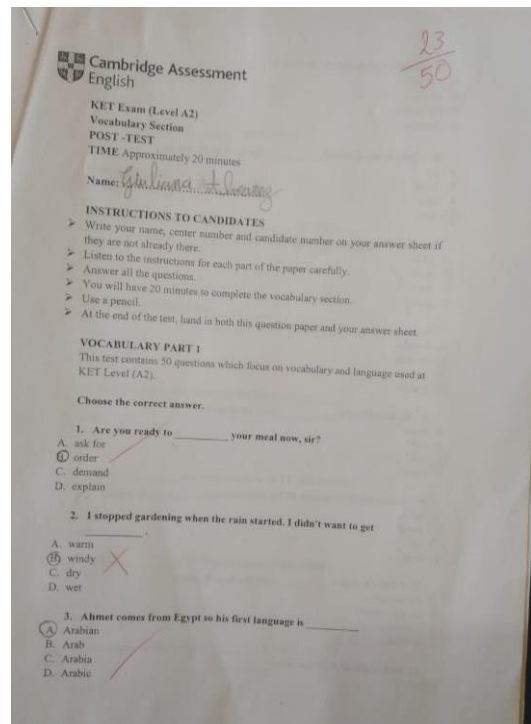 23
50
Cambridge Assessment
English
KET Exam (Level A2)
Vocabulary Section
POST -TEST
TIME Approximately 20 minutes
Name: Giuliana Alvarez
INSTRUCTIONS TO CANDIDATES
➤ Write your name, center number and candidate number on your answer sheet if
they are not already there.
➤ Listen to the instructions for each part of the paper carefully.
➤ Answer all the questions.
➤ You will have 20 minutes to complete the vocabulary section.
➤ Use a pencil.
➤ At the end of the test, hand in both this question paper and your answer sheet.
VOCABULARY PART 1
This test contains 50 questions which focus on vocabulary and language used at
KET Level (A2).
Choose the correct answer.
1. Are you ready to ________ your meal now, sir?
A. ask for
B. order
C. demand
D. explain
2. I stopped gardening when the rain started. I didn't want to get
________ .
A. warm
B. windy
C. dry
D. wet
3. Ahmet comes from Egypt so his first language is ________
A. Arabian
B. Arab
C. Arabia
D. Arabic